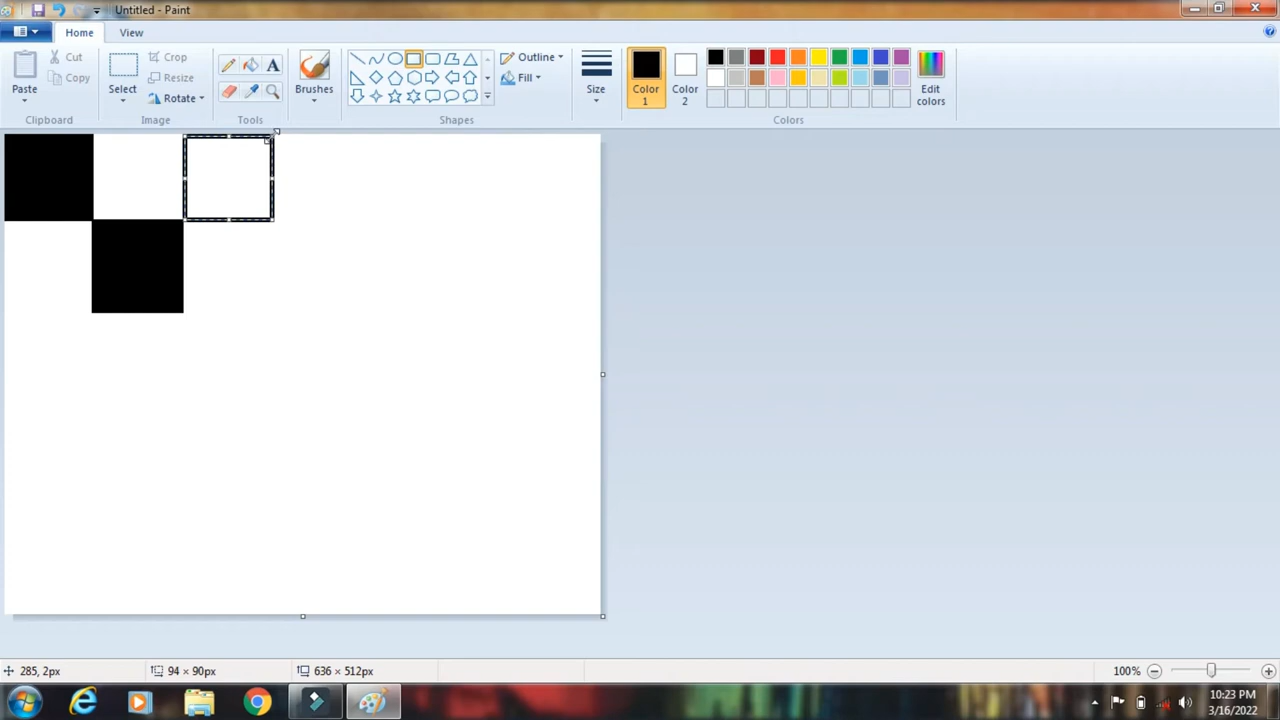 Untitled - Paint
Home View
Paste
Cut
Copy
Clipboard
Select
Crop
Resize
Rotate
Image
A
Tools
Brushes
Outline
Fill
Shapes
Size
Color 1
Color 2
Edit colors
Colors
285, 2px
94 × 90px
636 × 512px
100%
10:23 PM
3/16/2022